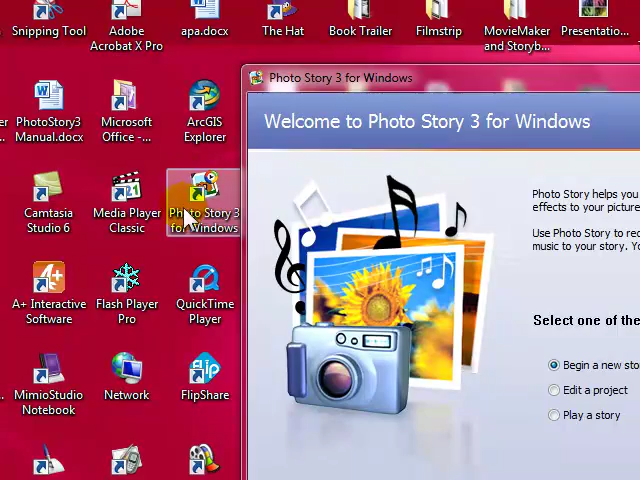 Snipping Tool
Adobe
Acrobat X Pro
apa.docx
The Hat
Book Trailer
Filmstrip
MovieMaker
and Storyb...
Presentatio...
PhotoStory3
Manual.docx
Microsoft
Office -...
ArcGIS
Explorer
Camtasia
Studio 6
Media Player
Classic
Photo Story 3
for Windows
A+ Interactive
Software
Flash Player
Pro
QuickTime
Player
MimioStudio
Notebook
Network
FlipShare
Photo Story 3 for Windows
Welcome to Photo Story 3 for Windows
Photo Story helps you
effects to your picture
Use Photo Story to rec
music to your story. Yo
Select one of the
Begin a new stor
Edit a project
Play a story